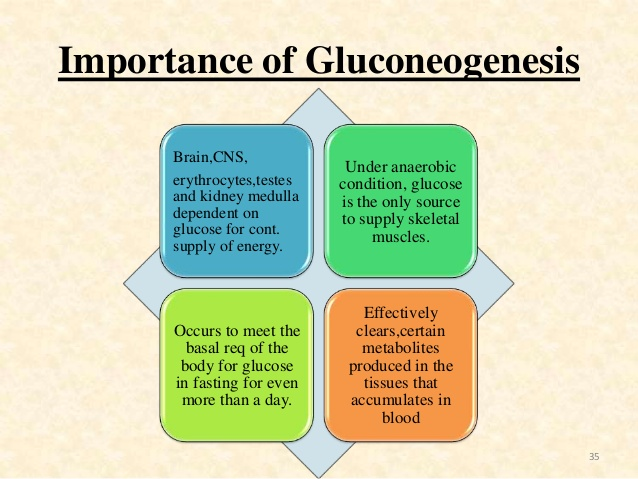 Importance of Gluconeogenesis
Brain,CNS,
erythrocytes,testes
and kidney medulla
dependent on
glucose for cont.
supply of energy.
Under anaerobic
condition, glucose
is the only source
to supply skeletal
muscles.
Occurs to meet the
basal req of the
body for glucose
in fasting for even
more than a day.
Effectively
clears,certain
metabolites
produced in the
tissues that
accumulates in
blood
35